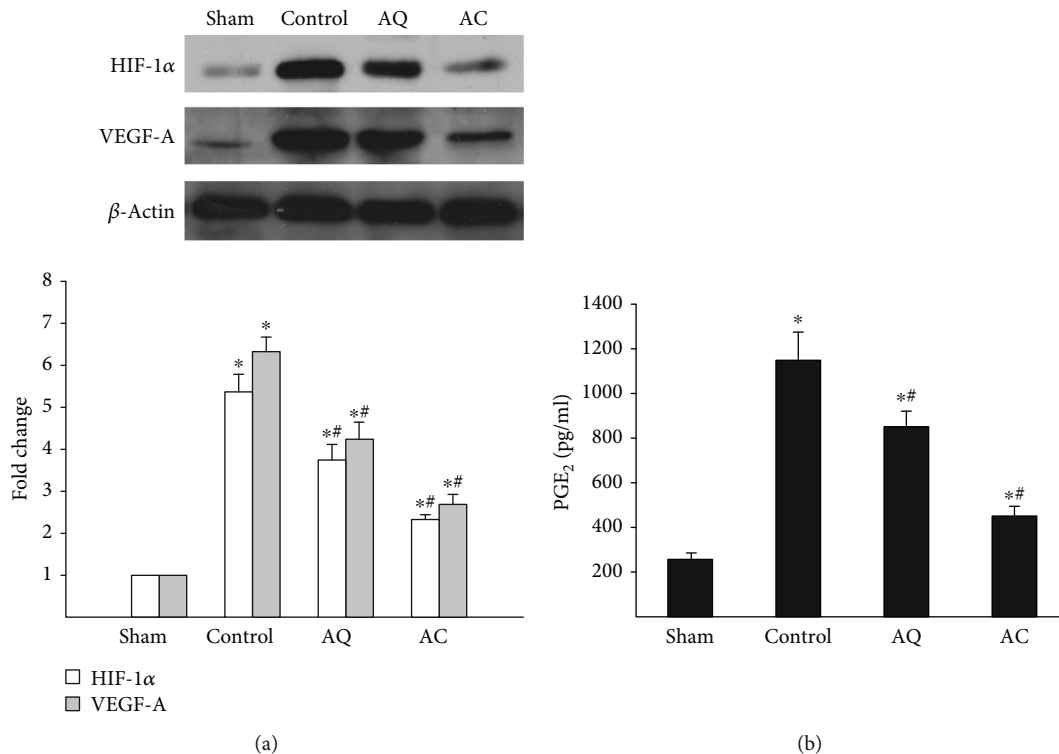 Sham Control AQ AC
HIF-1α
VEGF-A
β-Actin
8
7
6
5
4
3
2
1
Fold change
*
*
*#
*#
*#
*#
Sham Control AQ AC
HIF-1α
VEGF-A
(a)
1400
1200
1000
800
600
400
200
PGE₂ (pg/ml)
*
*#
*#
Sham Control AQ AC
(b)